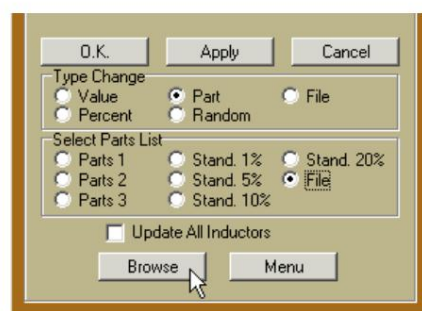 O.K. Apply Cancel
Type Change
Value Part File
Percent Random
Select Parts List
Parts 1 Stand. 1% Stand. 20%
Parts 2 Stand. 5% File
Parts 3 Stand. 10%
Update All Inductors
Browse Menu